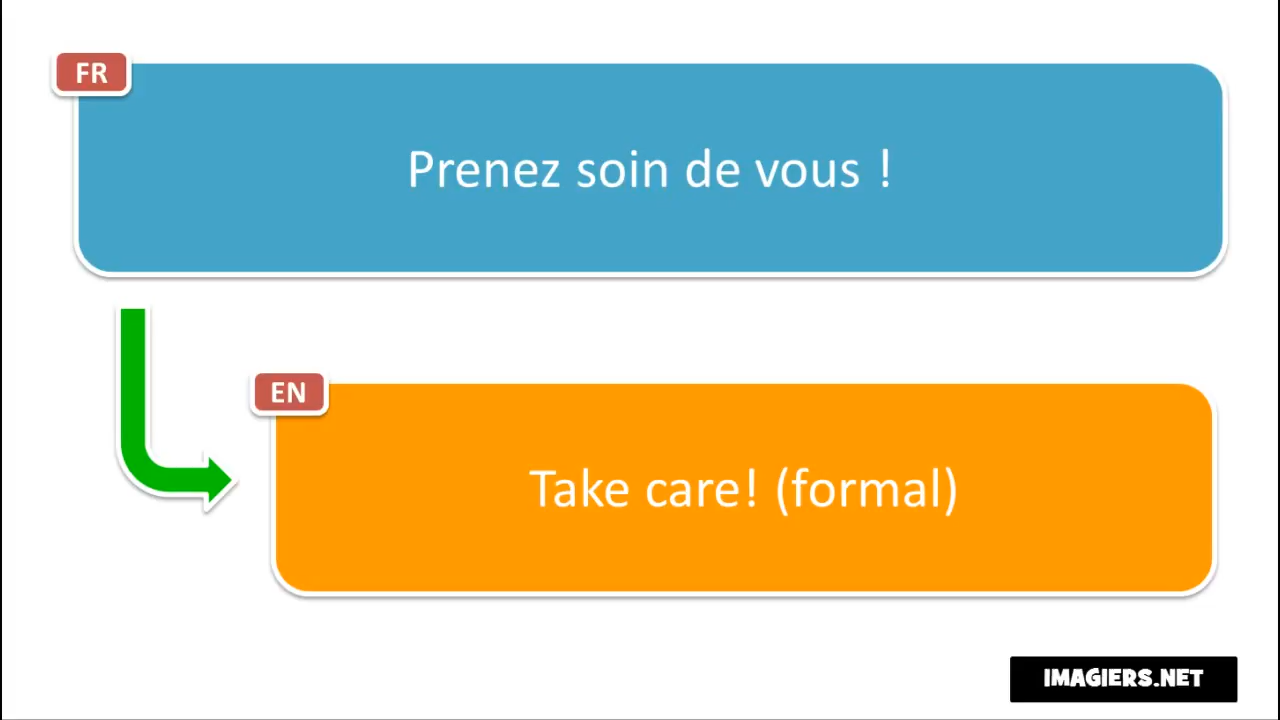 FR
Prenez soin de vous !
EN
Take care! (formal)
IMAGIERS.NET